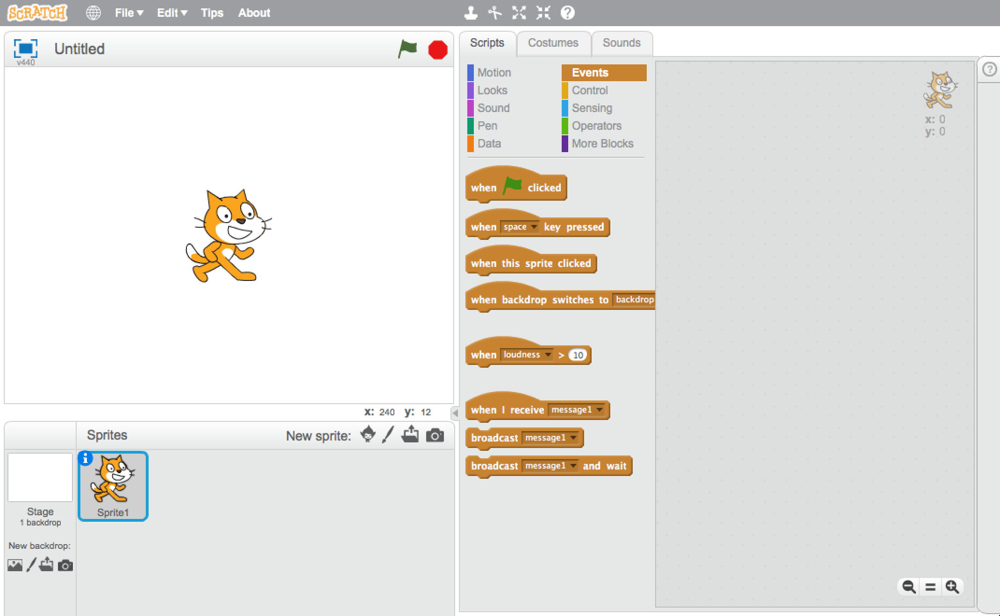 SCRATCH File Edit Tips About ?
v440 Untitled
x: 240 y: 12
Sprites New sprite:
i
Sprite1
Stage
1 backdrop
New backdrop:
Scripts Costumes Sounds
Motion Events
Looks Control
Sound Sensing
Pen Operators
Data More Blocks
when clicked
when space key pressed
when this sprite clicked
when backdrop switches to backdrop
when loudness > 10
when I receive message1
broadcast message1
broadcast message1 and wait
x: 0
y: 0
?
=